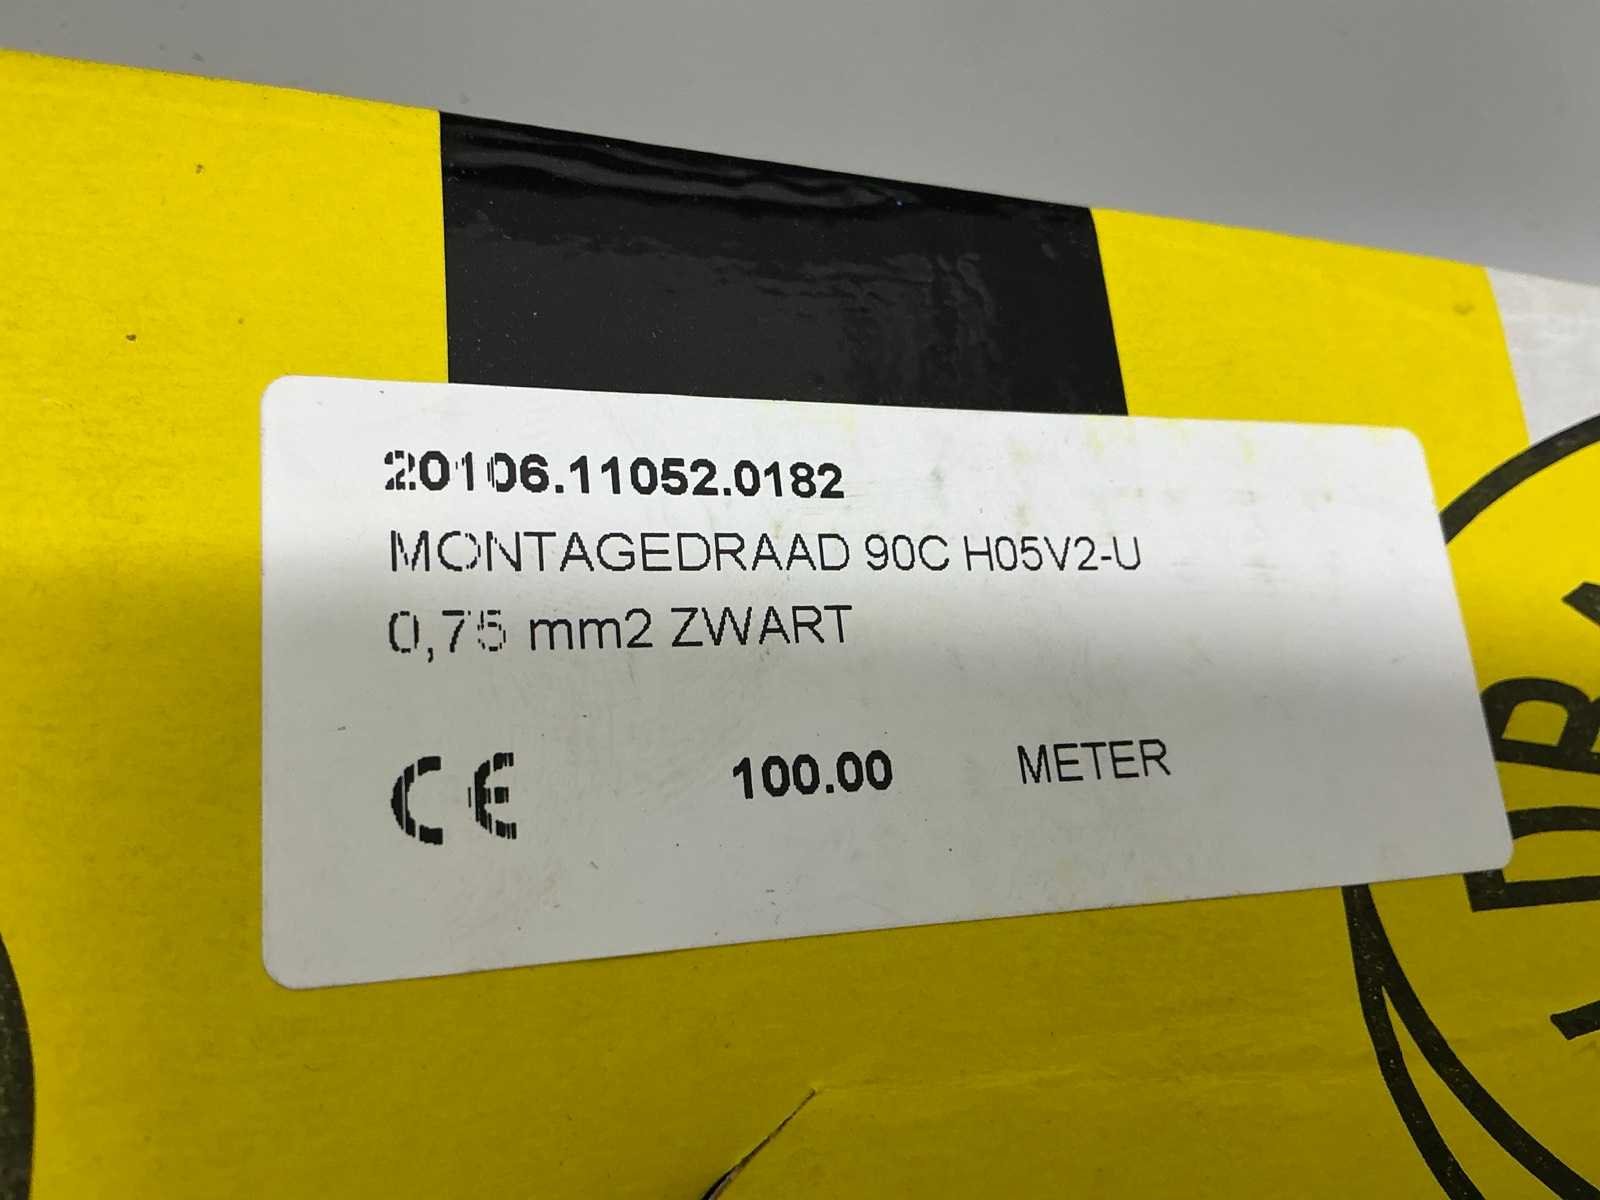 20106.11052.0182
MONTAGEDRAAD 90C H05V2-U
0,75 mm2 ZWART
CE 100.00 METER